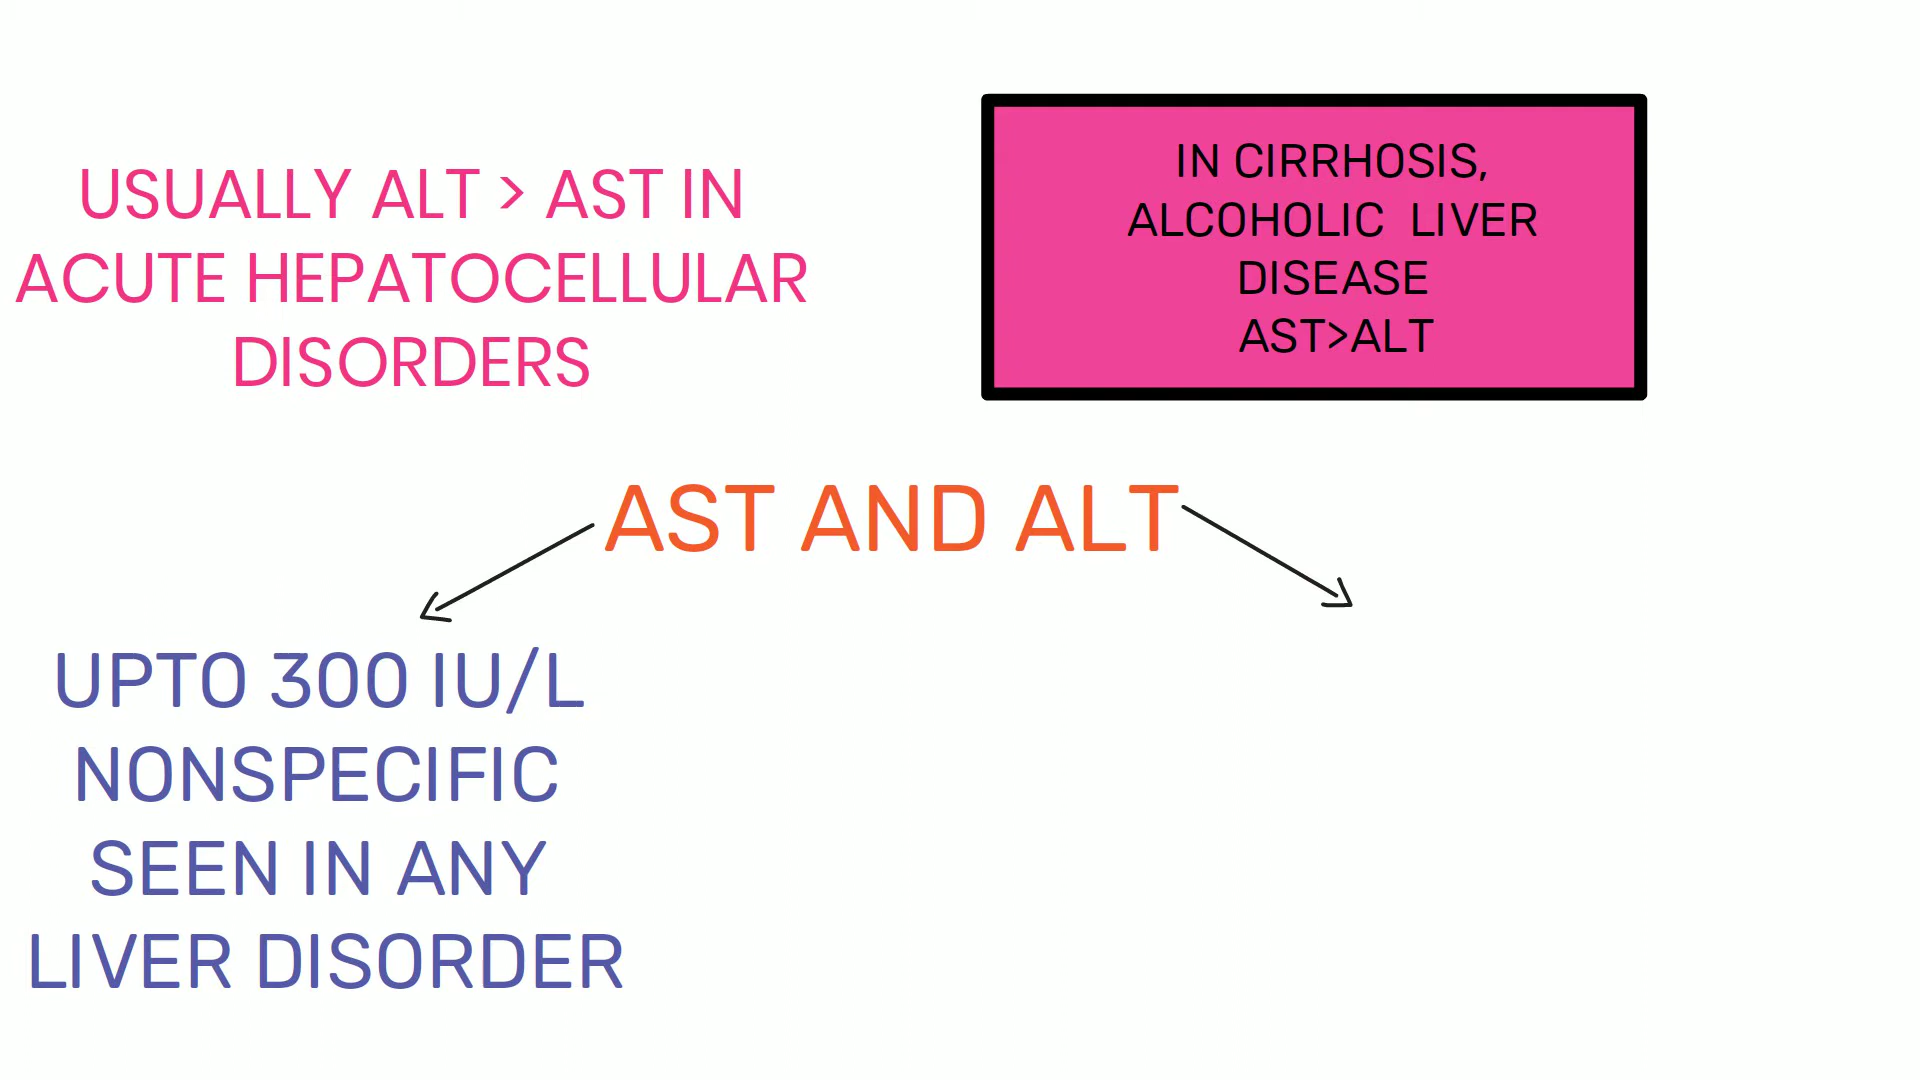 USUALLY ALT > AST IN
ACUTE HEPATOCELLULAR
DISORDERS
IN CIRRHOSIS,
ALCOHOLIC LIVER
DISEASE
AST>ALT
AST AND ALT
UPTO 300 IU/L
NONSPECIFIC
SEEN IN ANY
LIVER DISORDER